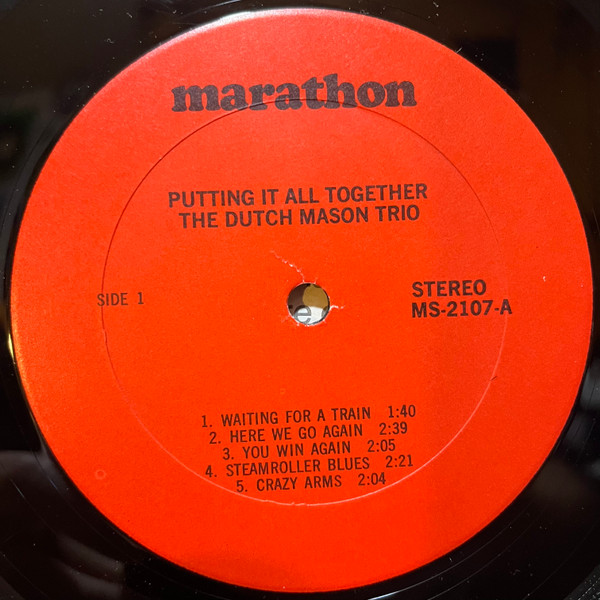 marathon
PUTTING IT ALL TOGETHER
THE DUTCH MASON TRIO
SIDE 1
STEREO
MS-2107-A
1. WAITING FOR A TRAIN 1:40
2. HERE WE GO AGAIN 2:39
3. YOU WIN AGAIN 2:05
4. STEAMROLLER BLUES 2:21
5. CRAZY ARMS 2:04